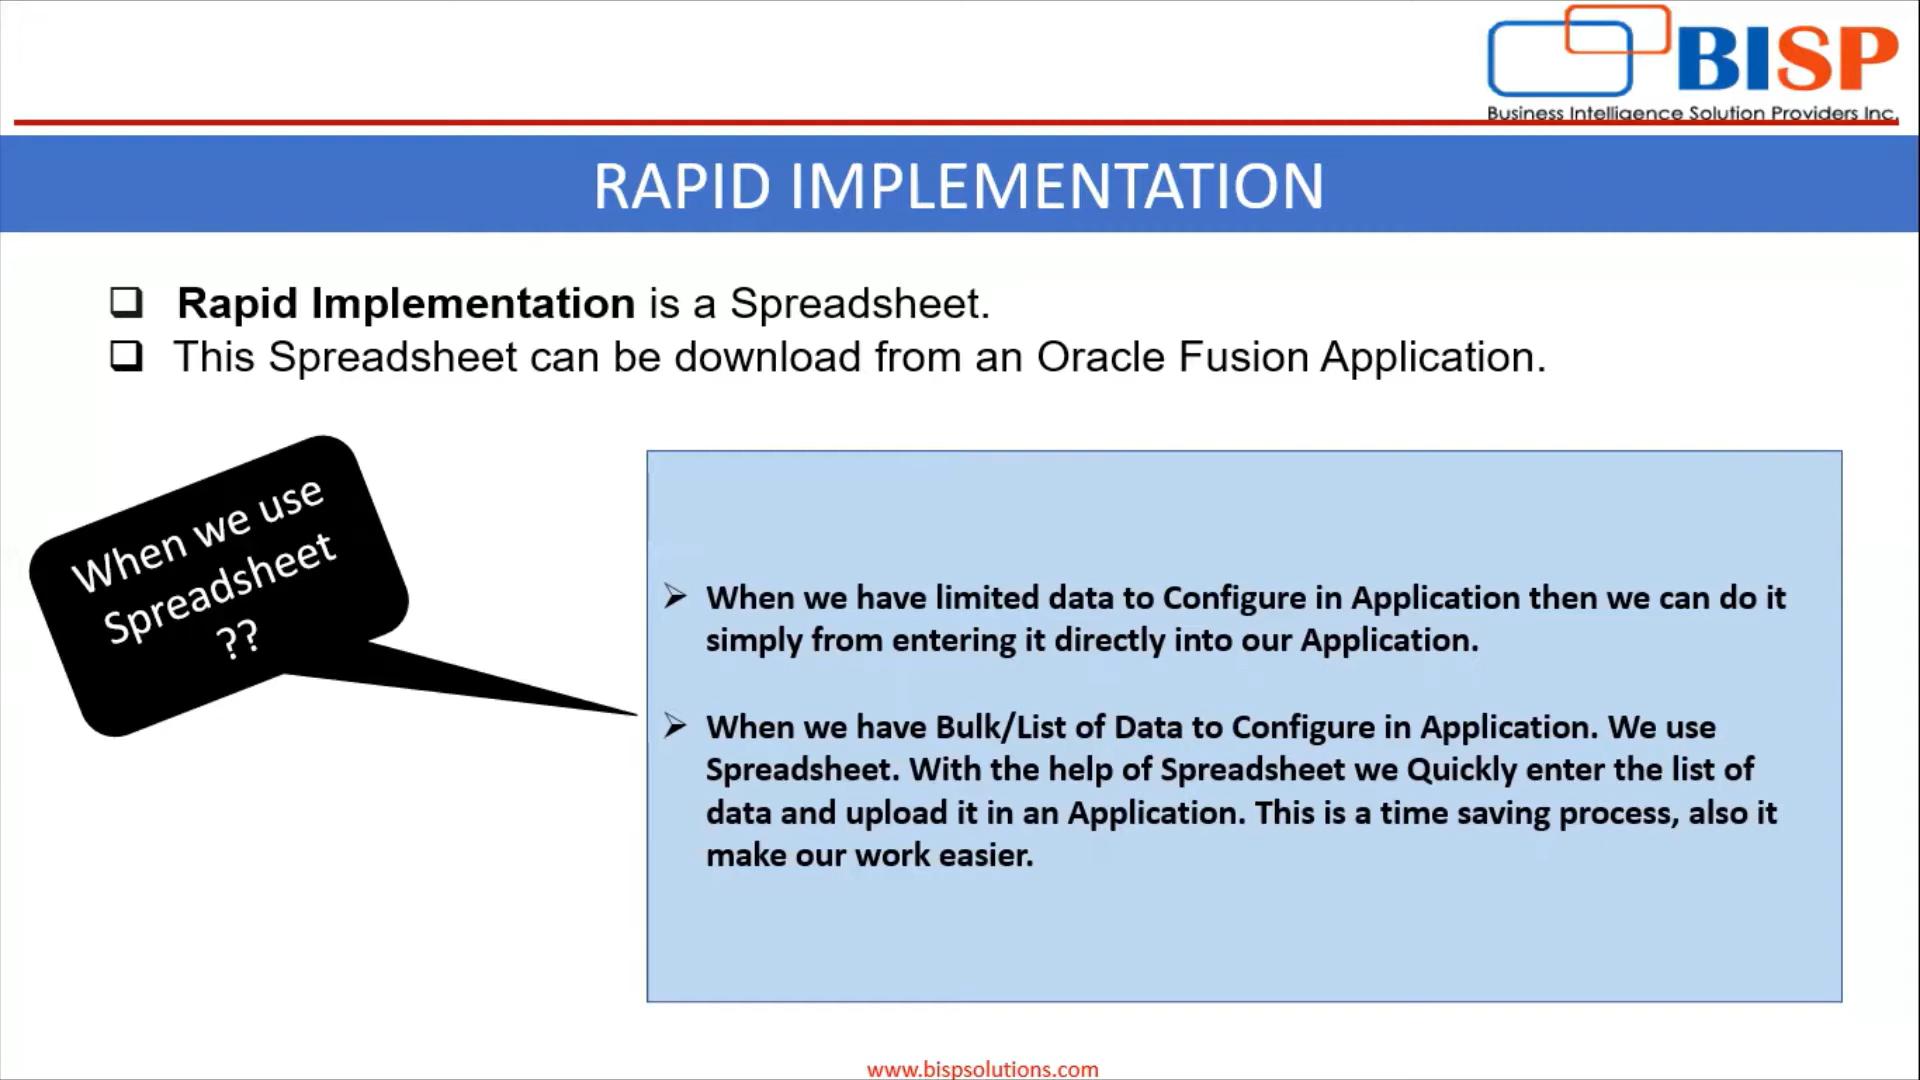 BISP
Business Intelligence Solution Providers Inc.
RAPID IMPLEMENTATION
❑ Rapid Implementation is a Spreadsheet.
❑ This Spreadsheet can be download from an Oracle Fusion Application.
When we use
Spreadsheet
??
➢ When we have limited data to Configure in Application then we can do it
simply from entering it directly into our Application.
➢ When we have Bulk/List of Data to Configure in Application. We use
Spreadsheet. With the help of Spreadsheet we Quickly enter the list of
data and upload it in an Application. This is a time saving process, also it
make our work easier.
www.bispsolutions.com